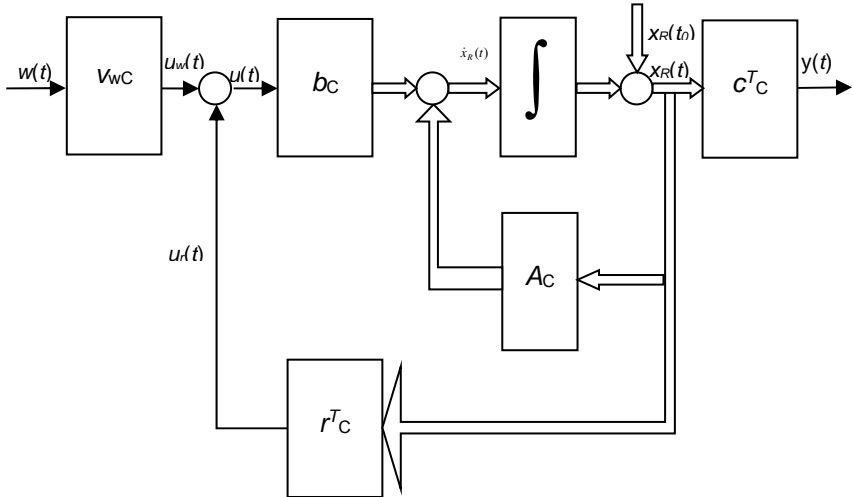 w(t)
vwC
uw(t)
u(t)
bC
ẋR(t)
∫
xR(t0)
xR(t)
cTC
y(t)
ur(t)
AC
rTC